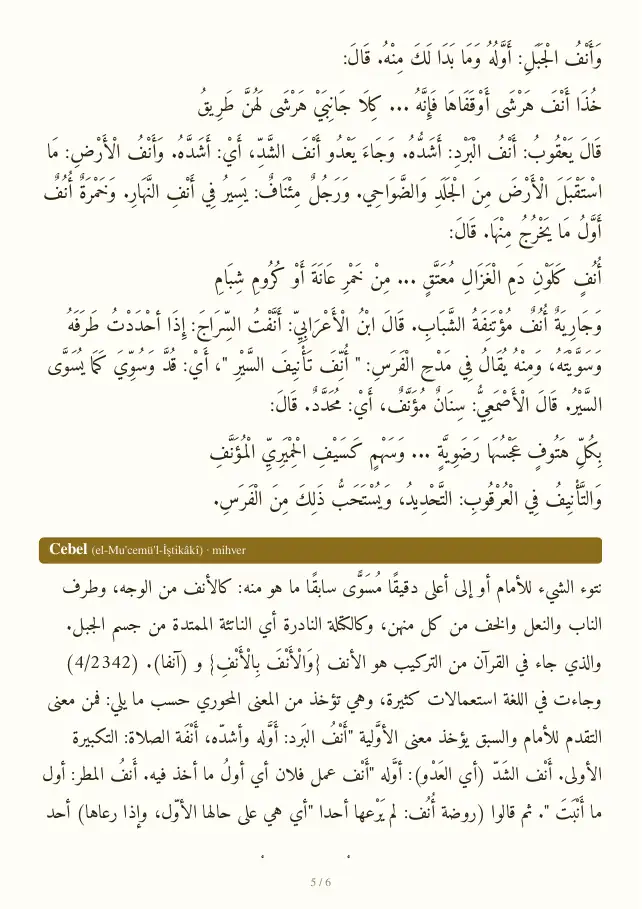 وَأَنْفُ الْجَبَلِ: أَوَّلُهُ وَمَا بَدَا لَكَ مِنْهُ. قَالَ:
خُذَا أَنْفَ هَرْشَى أَوْقَفَاهَا فَإِنَّهُ ... كِلَا جَانِبَيْ هَرْشَى لَهُنَّ طَرِيقُ
قَالَ يَعْقُوبُ: أَنْفُ الْبَرْدِ: أَشَدُّهُ. وَجَاءَ يَعْدُو أَنْفَ الشَّدِّ، أَيْ: أَشَدَّهُ. وَأَنْفُ الْأَرْضِ: مَا
اسْتَقْبَلَ الْأَرْضَ مِنَ الْجَلَدِ وَالضَّوَاحِي. وَرَجُلٌ مِئْنَافٌ: يَسِيرُ فِي أَنْفِ النَّهَارِ. وَخَمْرَةٌ أُنُفٌ
أَوَّلُ مَا يَخْرُجُ مِنْهَا. قَالَ:
أُنُفٍ كَلَوْنِ دَمِ الْغَزَالِ مُعَتَّقٍ ... مِنْ خَمْرِ عَانَةَ أَوْ كُرُومِ شِبَامِ
وَجَارِيَةٌ أُنُفٌ مُؤْتَنِفَةُ الشَّبَابِ. قَالَ ابْنُ الْأَعْرَابِيِّ: أَنَّفْتُ السِّرَاجَ: إِذَا أحْدَدْتُ طَرَفَهُ
وَسَوَّيْتَهُ، وَمِنْهُ يُقَالُ فِي مَدْحِ الْفَرَسِ: " أُنِّفَ تَأْنِيفَ السَّيْرِ "، أَيْ: قُدَّ وَسُوِّيَ كَمَا يُسَوَّى
السَّيْرُ. قَالَ الْأَصْمَعِيُّ: سِنَانٌ مُؤَنَّفٌ، أَيْ: مُحَدَّدٌ. قَالَ:
بِكُلِّ هَتُوفٍ عَجْسُهَا رَضَوِيَّةٍ ... وَسَهْمٍ كَسَيْفِ الْحِمْيَرِيِّ الْمُؤَنَّفِ
وَالتَّأْنِيفُ فِي الْعُرْقُوبِ: التَّحْدِيدُ، وَيُسْتَحَبُّ ذَلِكَ مِنَ الْفَرَسِ.
Cebel (el-Mu'cemü'l-İştikâkî) · mihver
نتوء الشيء للأمام أو إلى أعلى دقيقًا مُسَوًّى سابقًا ما هو منه: كالأنف من الوجه، وطرف
الناب والنعل والخف من كل منهن، وكالكتلة النادرة أي الناتئة الممتدة من جسم الجبل.
والذي جاء في القرآن من التركيب هو الأنف {وَالْأَنْفَ بِالْأَنْفِ} و (آنفا). (4/2342)
وجاءت في اللغة استعمالات كثيرة، وهي تؤخذ من المعنى المحوري حسب ما يلي: فمن معنى
التقدم للأمام والسبق يؤخذ معنى الأوَّلية "أَنْفُ البَرد: أوَّله وأشدّه، أَنْفَة الصلاة: التكبيرة
الأولى. أَنْف الشَدّ (أي العَدْو): أوَّله "أَنْف عمل فلان أي أولُ ما أخذ فيه. أَنفُ المطر: أول
ما أَنْبَتَ ". ثم قالوا (روضة أُنُف: لم يَرْعها أحدا "أي هي على حالها الأوّل، وإذا رعاها) أحد
5 / 6